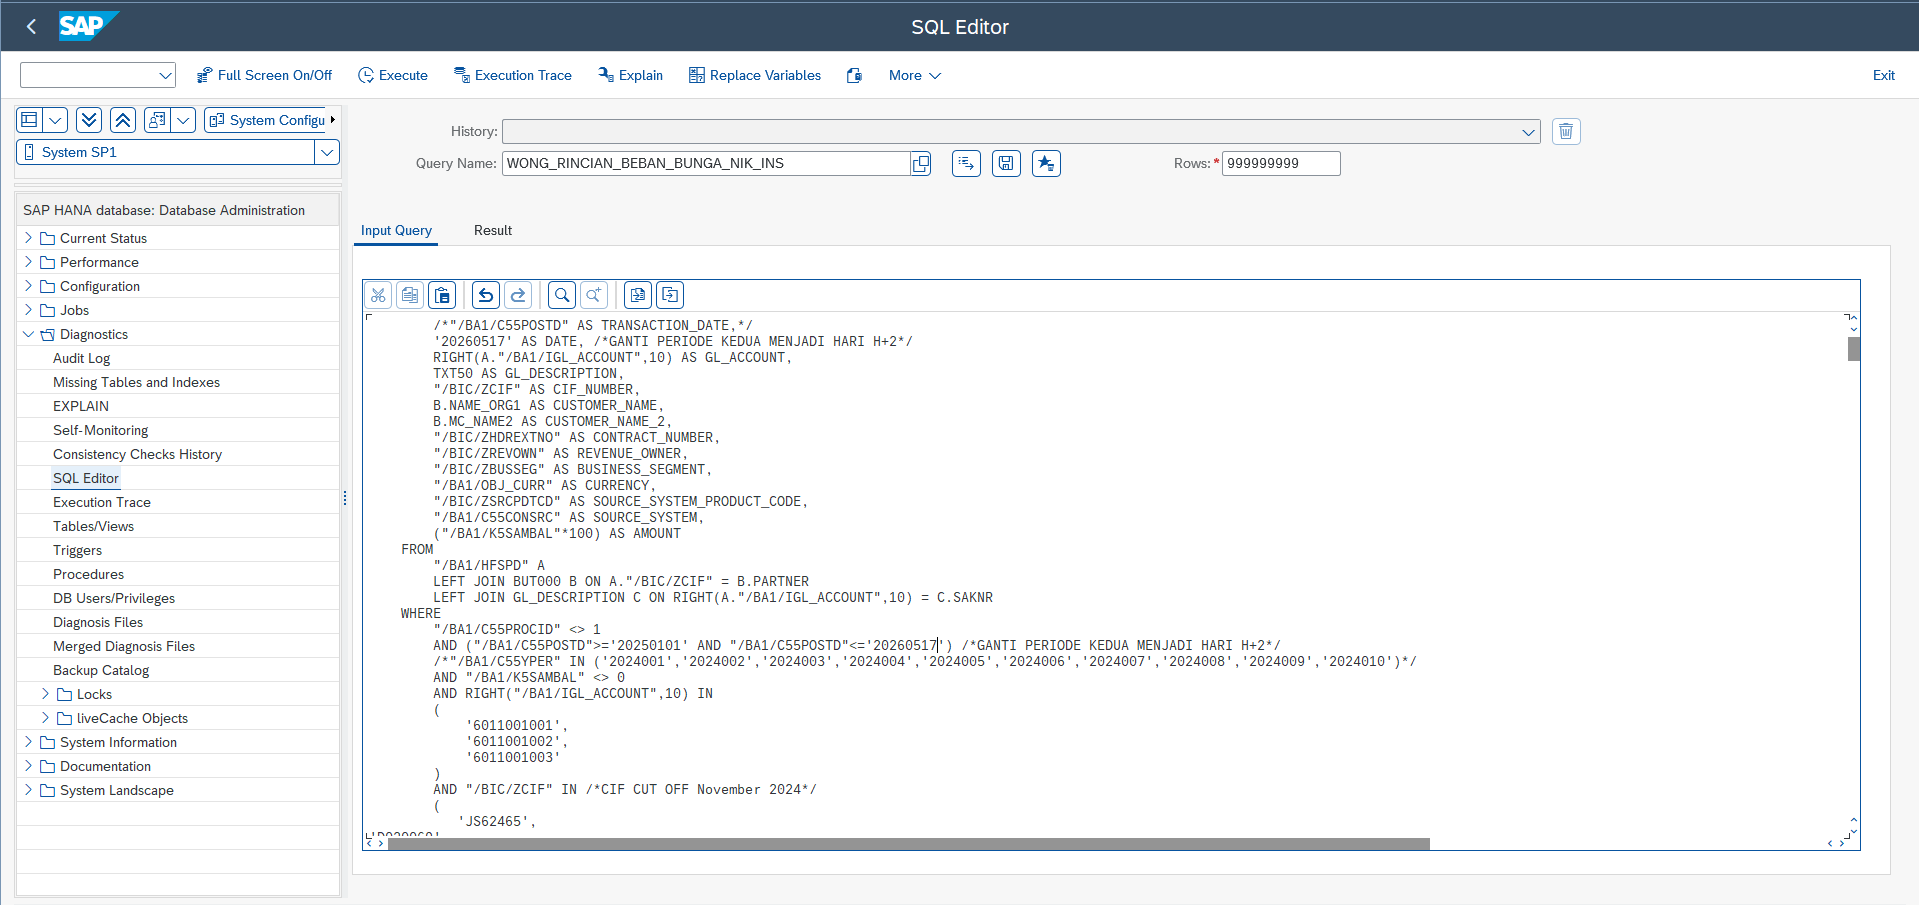 SAP
SQL Editor
Full Screen On/Off
Execute
Execution Trace
Explain
Replace Variables
More
Exit
System Configu
System SP1
History:
Query Name: WONG_RINCIAN_BEBAN_BUNGA_NIK_INS
Rows:* 999999999
SAP HANA database: Database Administration
Current Status
Performance
Configuration
Jobs
Diagnostics
Audit Log
Missing Tables and Indexes
EXPLAIN
Self-Monitoring
Consistency Checks History
SQL Editor
Execution Trace
Tables/Views
Triggers
Procedures
DB Users/Privileges
Diagnosis Files
Merged Diagnosis Files
Backup Catalog
Locks
liveCache Objects
System Information
Documentation
System Landscape
Input Query
Result
/*"/BA1/C55POSTD" AS TRANSACTION_DATE,*/
'20260517' AS DATE, /*GANTI PERIODE KEDUA MENJADI HARI H+2*/
RIGHT(A."/BA1/IGL_ACCOUNT",10) AS GL_ACCOUNT,
TXT50 AS GL_DESCRIPTION,
"/BIC/ZCIF" AS CIF_NUMBER,
B.NAME_ORG1 AS CUSTOMER_NAME,
B.MC_NAME2 AS CUSTOMER_NAME_2,
"/BIC/ZHDREXTNO" AS CONTRACT_NUMBER,
"/BIC/ZREVOWN" AS REVENUE_OWNER,
"/BIC/ZBUSSEG" AS BUSINESS_SEGMENT,
"/BA1/OBJ_CURR" AS CURRENCY,
"/BIC/ZSRCPDTCD" AS SOURCE_SYSTEM_PRODUCT_CODE,
"/BA1/C55CONSRC" AS SOURCE_SYSTEM,
("/BA1/K5SAMBAL"*100) AS AMOUNT
FROM
"/BA1/HFSPD" A
LEFT JOIN BUT000 B ON A."/BIC/ZCIF" = B.PARTNER
LEFT JOIN GL_DESCRIPTION C ON RIGHT(A."/BA1/IGL_ACCOUNT",10) = C.SAKNR
WHERE
"/BA1/C55PROCID" <> 1
AND ("/BA1/C55POSTD">='20250101' AND "/BA1/C55POSTD"<='20260517') /*GANTI PERIODE KEDUA MENJADI HARI H+2*/
/*"/BA1/C55YPER" IN ('2024001','2024002','2024003','2024004','2024005','2024006','2024007','2024008','2024009','2024010')*/
AND "/BA1/K5SAMBAL" <> 0
AND RIGHT("/BA1/IGL_ACCOUNT",10) IN
(
'6011001001',
'6011001002',
'6011001003'
)
AND "/BIC/ZCIF" IN /*CIF CUT OFF November 2024*/
(
'JS62465',